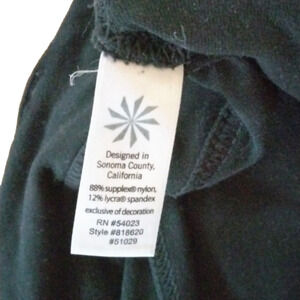 Designed in
Sonoma County,
California
88% supplex® nylon,
12% lycra® spandex
exclusive of decoration
RN #54023
Style #818620
#51029